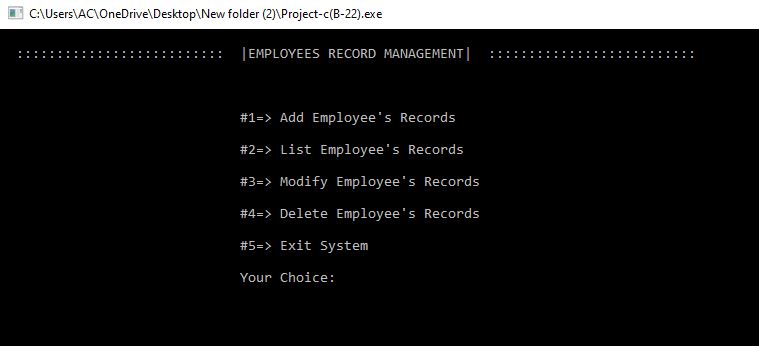 C:\Users\AC\OneDrive\Desktop\New folder (2)\Project-c(B-22).exe
:::::::::::::::::::::::::: |EMPLOYEES RECORD MANAGEMENT| ::::::::::::::::::::::::::
#1=> Add Employee's Records
#2=> List Employee's Records
#3=> Modify Employee's Records
#4=> Delete Employee's Records
#5=> Exit System
Your Choice: